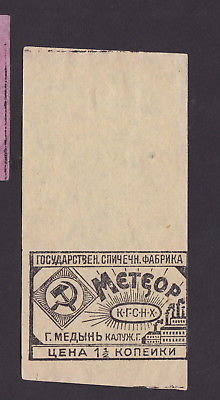 ГОСУДАРСТВЕН. СПИЧЕЧН. ФАБРИКА
МЕТЕОР
К·Г·С·Н·Х
Г. МЕДЫНЬ КАЛУЖ. Г.
ЦЕНА 1½ КОПЕЙКИ